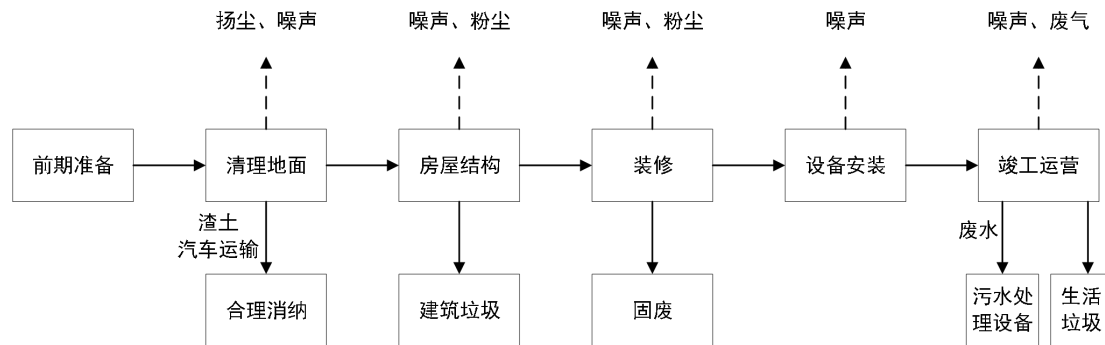 扬尘、噪声
噪声、粉尘
噪声、粉尘
噪声
噪声、废气
前期准备
清理地面
房屋结构
装修
设备安装
竣工运营
渣土
汽车运输
废水
合理消纳
建筑垃圾
固废
污水处
理设备
生活
垃圾